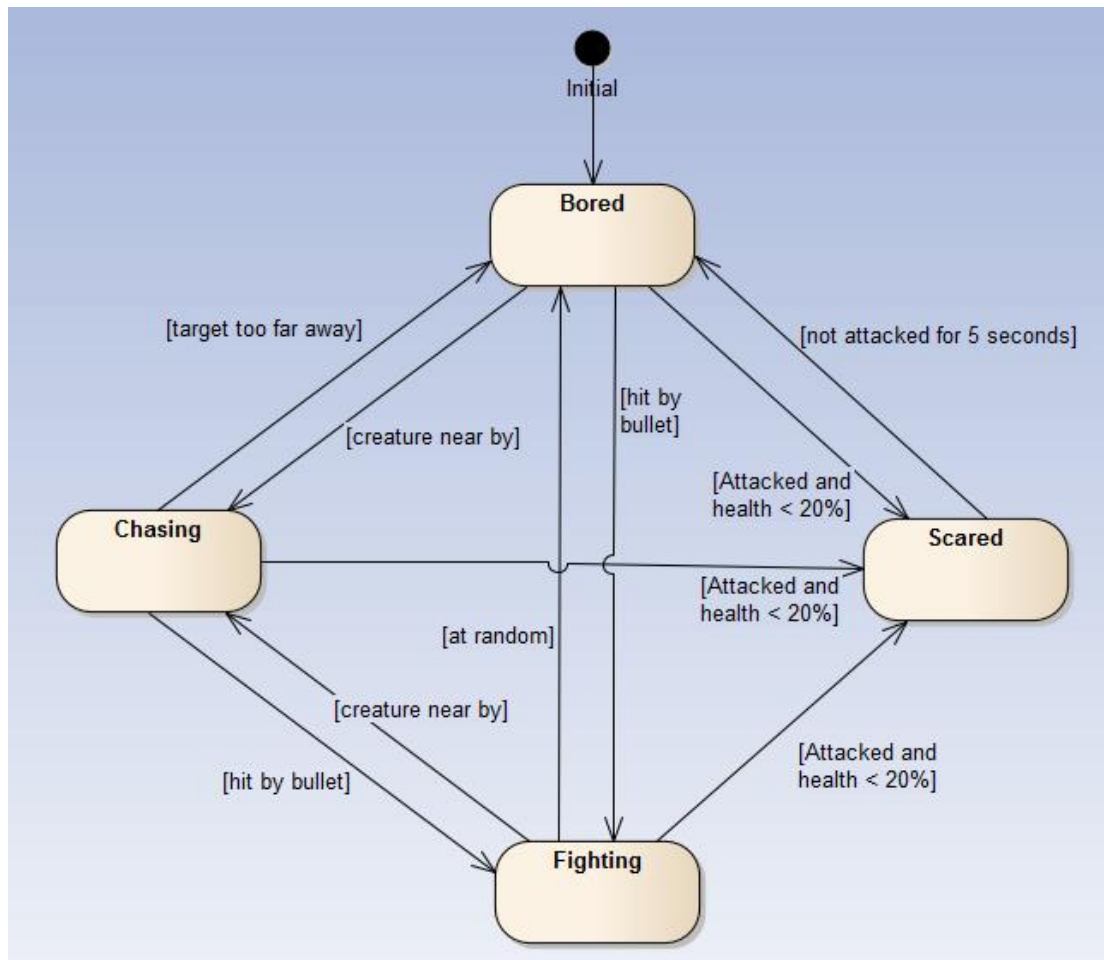 Initial
Bored
[target too far away]
[not attacked for 5 seconds]
[hit by
bullet]
[creature near by]
[Attacked and
health < 20%]
Chasing
Scared
[Attacked and
health < 20%]
[at random]
[creature near by]
[hit by bullet]
[Attacked and
health < 20%]
Fighting